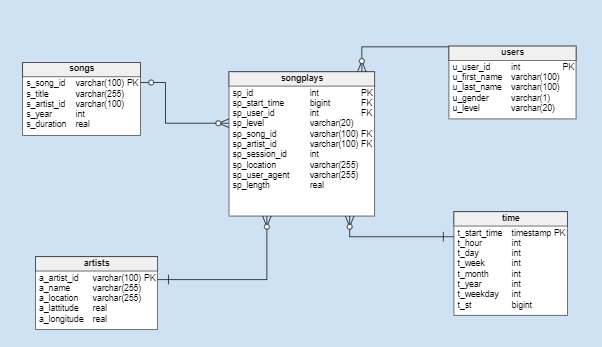 songs
s_song_id varchar(100) PK
s_title varchar(255)
s_artist_id varchar(100)
s_year int
s_duration real
songplays
sp_id int PK
sp_start_time bigint FK
sp_user_id int FK
sp_level varchar(20)
sp_song_id varchar(100) FK
sp_artist_id varchar(100) FK
sp_session_id int
sp_location varchar(255)
sp_user_agent varchar(255)
sp_length real
users
u_user_id int PK
u_first_name varchar(100)
u_last_name varchar(100)
u_gender varchar(1)
u_level varchar(20)
artists
a_artist_id varchar(100) PK
a_name varchar(255)
a_location varchar(255)
a_lattitude real
a_longitude real
time
t_start_time timestamp PK
t_hour int
t_day int
t_week int
t_month int
t_year int
t_weekday int
t_st bigint